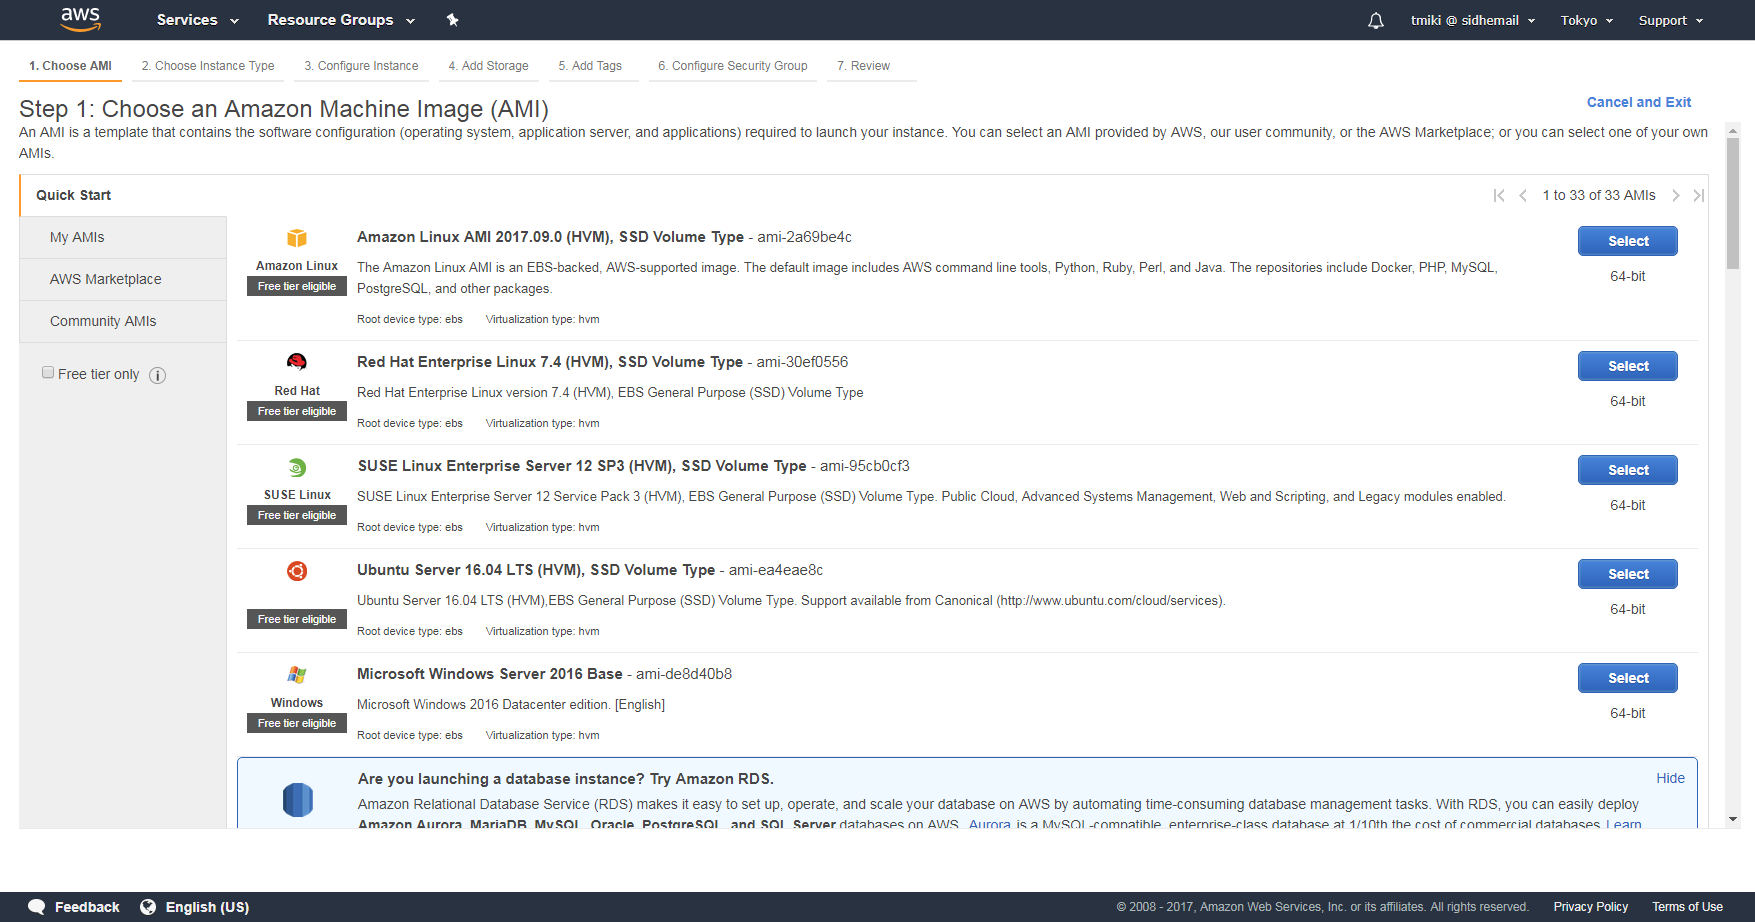 aws Services Resource Groups tmiki @ sidhemail Tokyo Support
1. Choose AMI 2. Choose Instance Type 3. Configure Instance 4. Add Storage 5. Add Tags 6. Configure Security Group 7. Review
Step 1: Choose an Amazon Machine Image (AMI)
Cancel and Exit
An AMI is a template that contains the software configuration (operating system, application server, and applications) required to launch your instance. You can select an AMI provided by AWS, our user community, or the AWS Marketplace; or you can select one of your own
AMIs.
Quick Start
My AMIs
AWS Marketplace
Community AMIs
Free tier only i
1 to 33 of 33 AMIs
Amazon Linux
Free tier eligible
Amazon Linux AMI 2017.09.0 (HVM), SSD Volume Type - ami-2a69be4c
The Amazon Linux AMI is an EBS-backed, AWS-supported image. The default image includes AWS command line tools, Python, Ruby, Perl, and Java. The repositories include Docker, PHP, MySQL,
PostgreSQL, and other packages.
Root device type: ebs Virtualization type: hvm
Select
64-bit
Red Hat
Free tier eligible
Red Hat Enterprise Linux 7.4 (HVM), SSD Volume Type - ami-30ef0556
Red Hat Enterprise Linux version 7.4 (HVM), EBS General Purpose (SSD) Volume Type
Root device type: ebs Virtualization type: hvm
Select
64-bit
SUSE Linux
Free tier eligible
SUSE Linux Enterprise Server 12 SP3 (HVM), SSD Volume Type - ami-95cb0cf3
SUSE Linux Enterprise Server 12 Service Pack 3 (HVM), EBS General Purpose (SSD) Volume Type. Public Cloud, Advanced Systems Management, Web and Scripting, and Legacy modules enabled.
Root device type: ebs Virtualization type: hvm
Select
64-bit
Free tier eligible
Ubuntu Server 16.04 LTS (HVM), SSD Volume Type - ami-ea4eae8c
Ubuntu Server 16.04 LTS (HVM),EBS General Purpose (SSD) Volume Type. Support available from Canonical (http://www.ubuntu.com/cloud/services).
Root device type: ebs Virtualization type: hvm
Select
64-bit
Windows
Free tier eligible
Microsoft Windows Server 2016 Base - ami-de8d40b8
Microsoft Windows 2016 Datacenter edition. [English]
Root device type: ebs Virtualization type: hvm
Select
64-bit
Are you launching a database instance? Try Amazon RDS.
Hide
Amazon Relational Database Service (RDS) makes it easy to set up, operate, and scale your database on AWS by automating time-consuming database management tasks. With RDS, you can easily deploy
Amazon Aurora, MariaDB, MySQL, Oracle, PostgreSQL, and SQL Server databases on AWS. Aurora is a MySQL-compatible, enterprise-class database at 1/10th the cost of commercial databases. Learn
Feedback English (US) © 2008 - 2017, Amazon Web Services, Inc. or its affiliates. All rights reserved. Privacy Policy Terms of Use